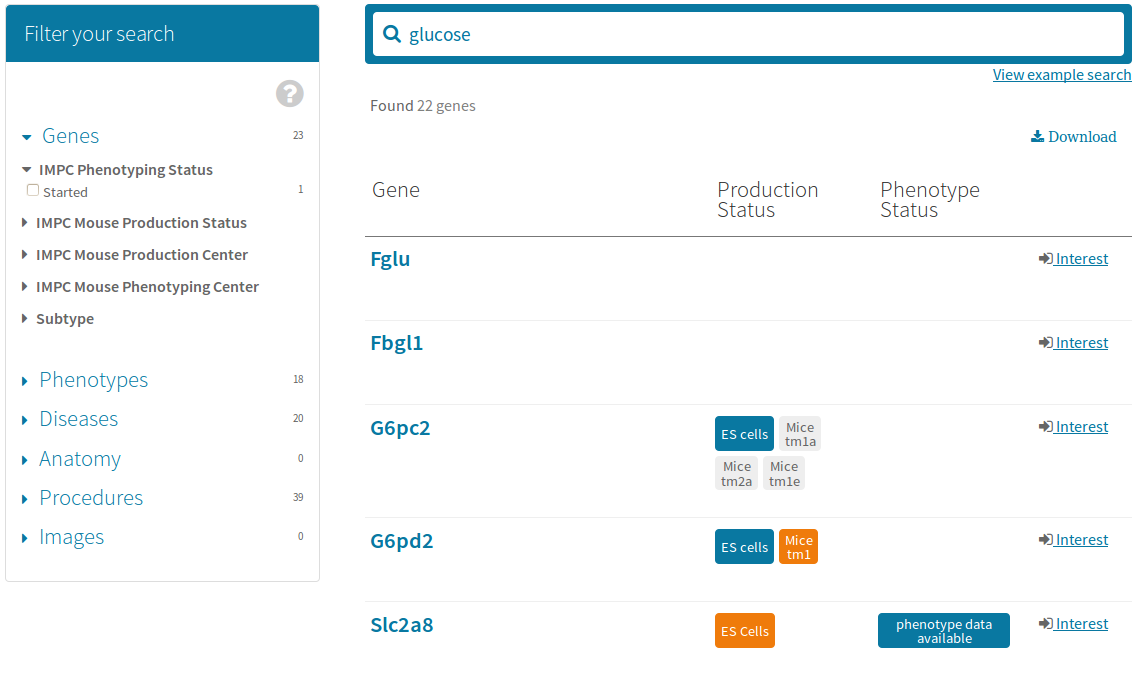 Filter your search
?
Genes 23
IMPC Phenotyping Status
Started 1
IMPC Mouse Production Status
IMPC Mouse Production Center
IMPC Mouse Phenotyping Center
Subtype
Phenotypes 18
Diseases 20
Anatomy 0
Procedures 39
Images 0
glucose
View example search
Found 22 genes
Download
Gene
Production
Status
Phenotype
Status
Fglu
Interest
Fbgl1
Interest
G6pc2
ES cells
Mice
tm1a
Mice
tm2a
Mice
tm1e
Interest
G6pd2
ES cells
Mice
tm1
Interest
Slc2a8
ES Cells
phenotype data
available
Interest